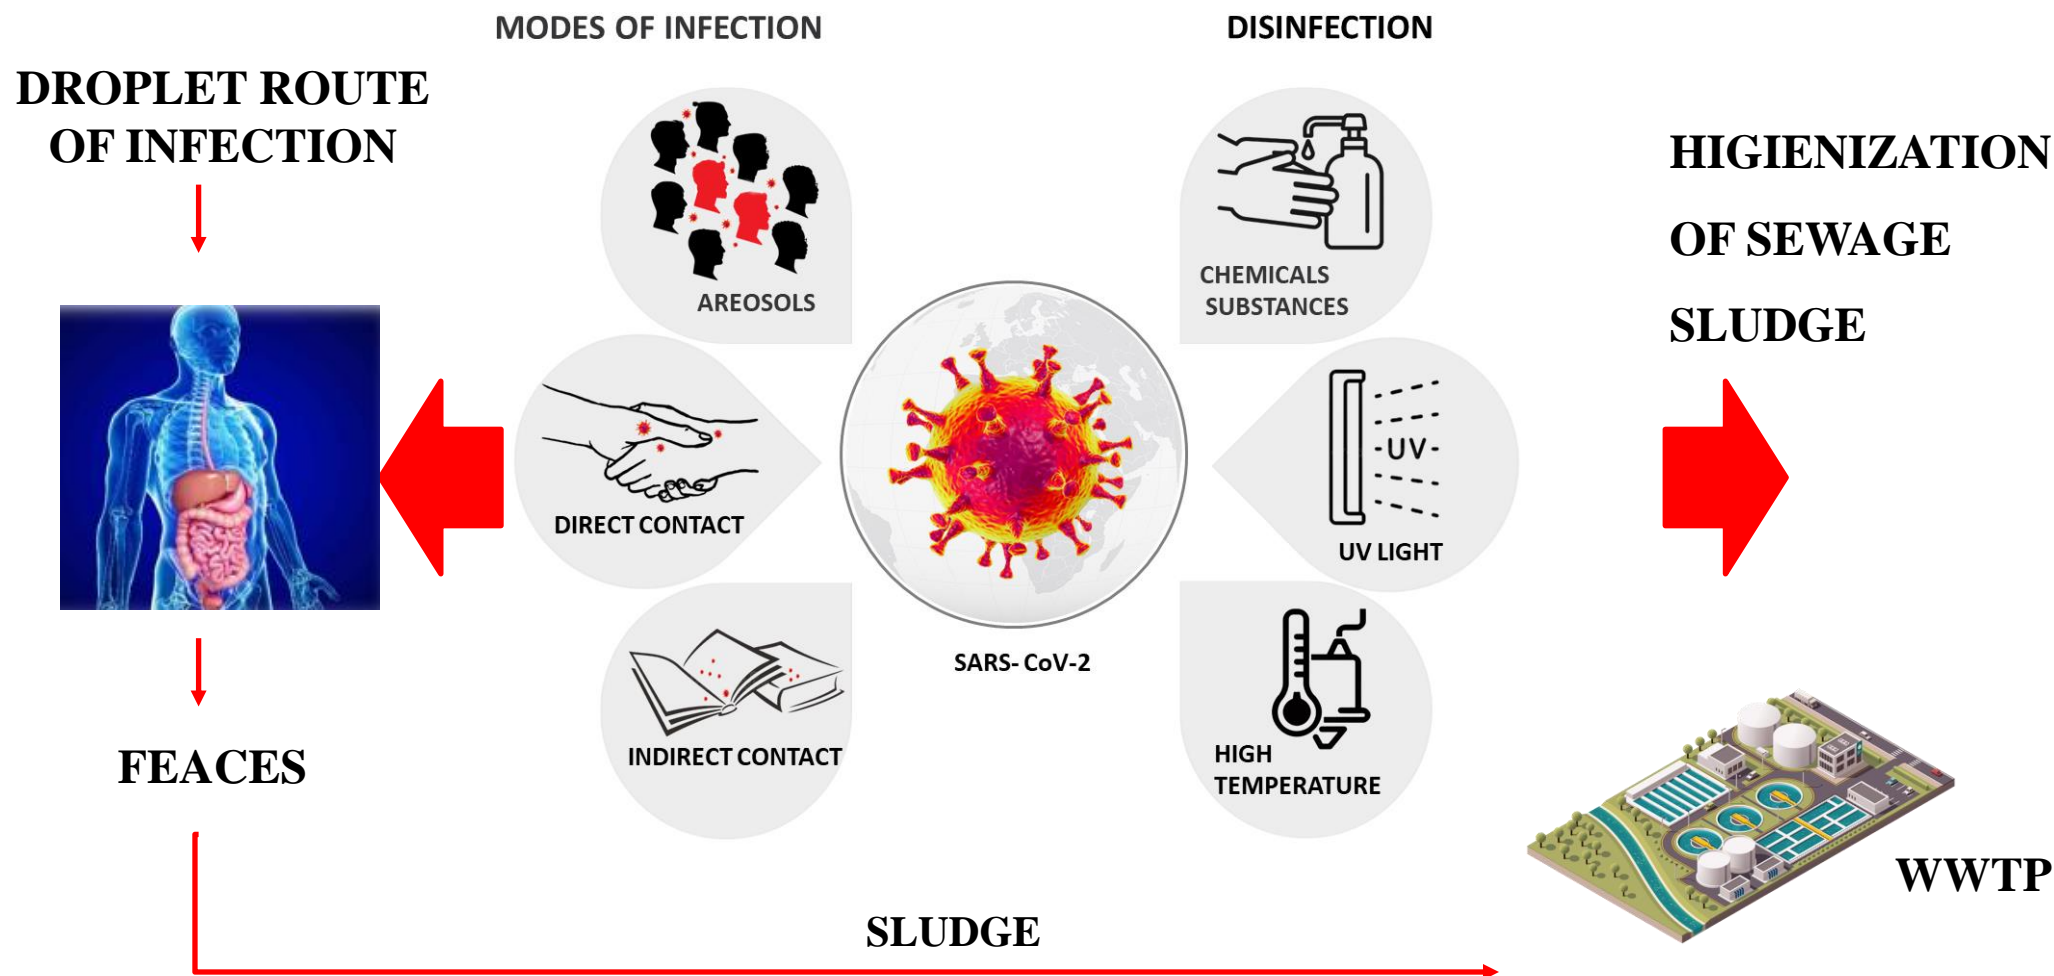 MODES OF INFECTION
DISINFECTION
DROPLET ROUTE
OF INFECTION
AREOSOLS
DIRECT CONTACT
INDIRECT CONTACT
SARS- CoV-2
CHEMICALS
SUBSTANCES
-UV-
UV LIGHT
HIGH
TEMPERATURE
HIGIENIZATION
OF SEWAGE
SLUDGE
FEACES
SLUDGE
WWTP